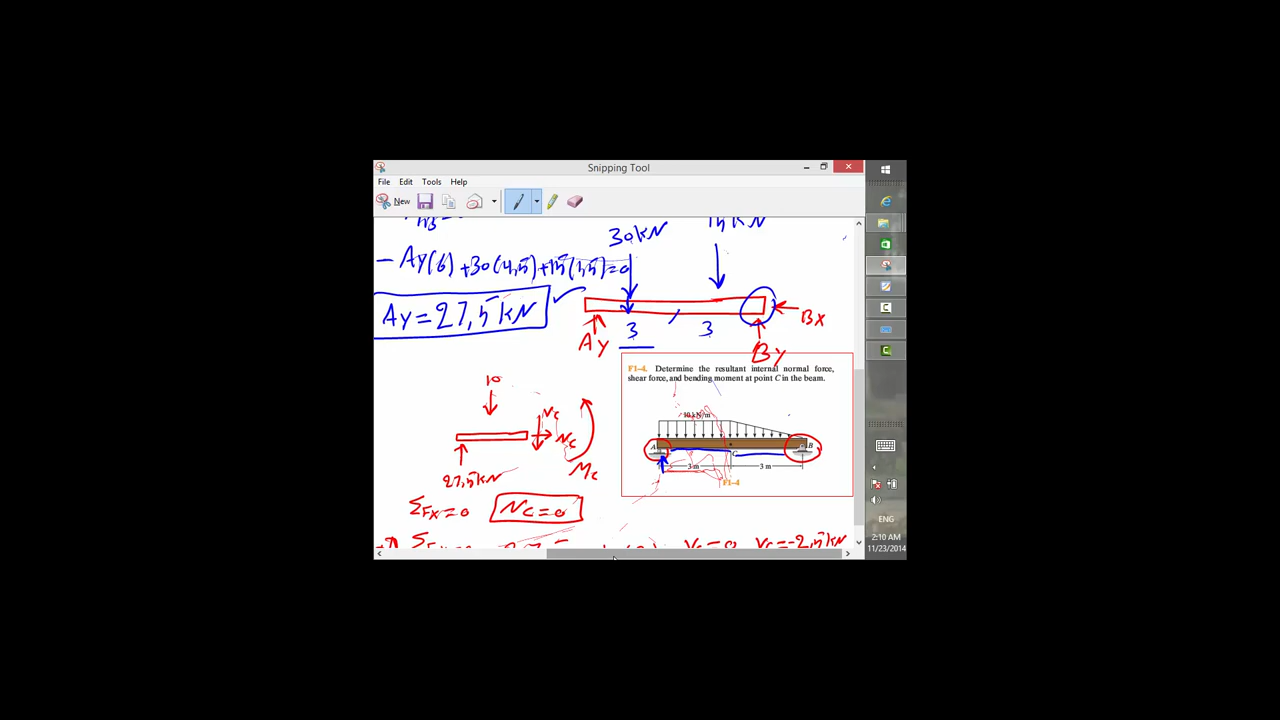 Snipping Tool
File Edit Tools Help
New
30kN 15kN
- Ay(6) +30(4,5)+15(1,5)=0
Ay=27,5kN
Ay 3 3 By Bx
F1–4. Determine the resultant internal normal force,
shear force, and bending moment at point C in the beam.
10 kN/m
A C B
3 m 3 m
F1–4
10
Vc
Nc
Mc
27,5kN
ΣFx=0 Nc=0
Vc=0 Vc=-2,5kN
ENG
2:10 AM
11/23/2014